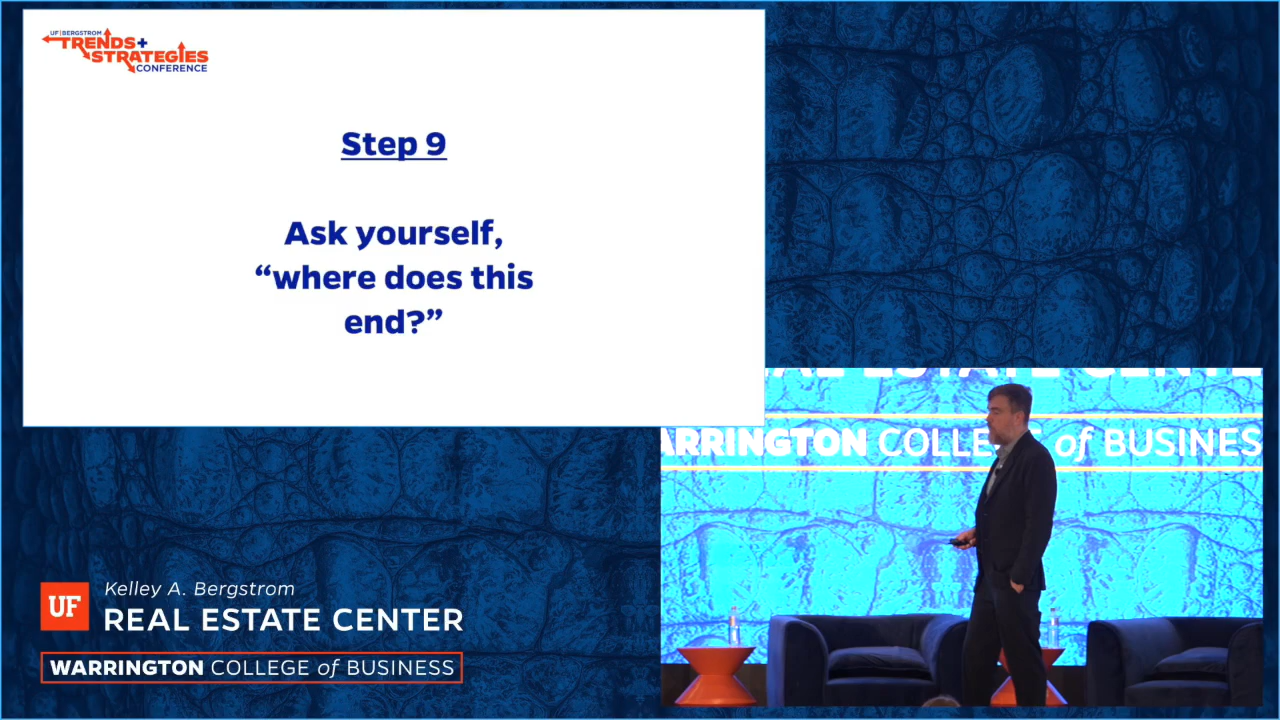 UF|BERGSTROM
TRENDS+
STRATEGIES
CONFERENCE
Step 9
Ask yourself,
“where does this
end?”
WARRINGTON COLLEGE of BUSINESS
UF
Kelley A. Bergstrom
REAL ESTATE CENTER
WARRINGTON COLLEGE of BUSINESS